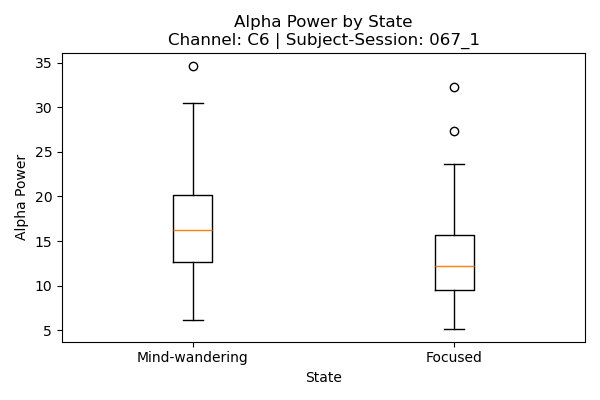 Alpha Power by State
Channel: C6 | Subject-Session: 067_1
Alpha Power
35
30
25
20
15
10
5
Mind-wandering
Focused
State